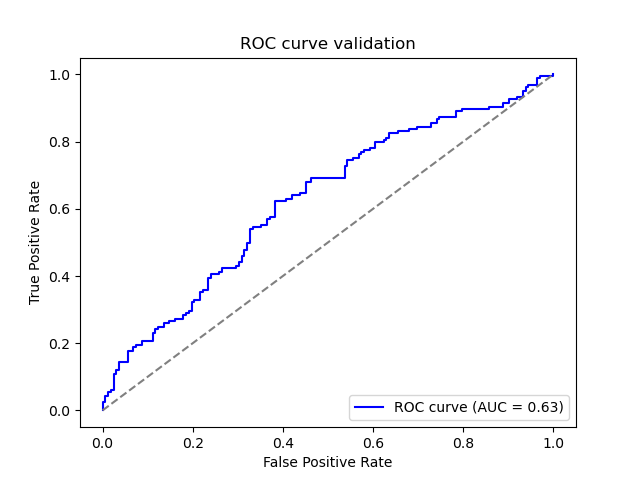 ROC curve validation
1.0
0.8
0.6
0.4
0.2
0.0
True Positive Rate
ROC curve (AUC = 0.63)
0.0 0.2 0.4 0.6 0.8 1.0
False Positive Rate